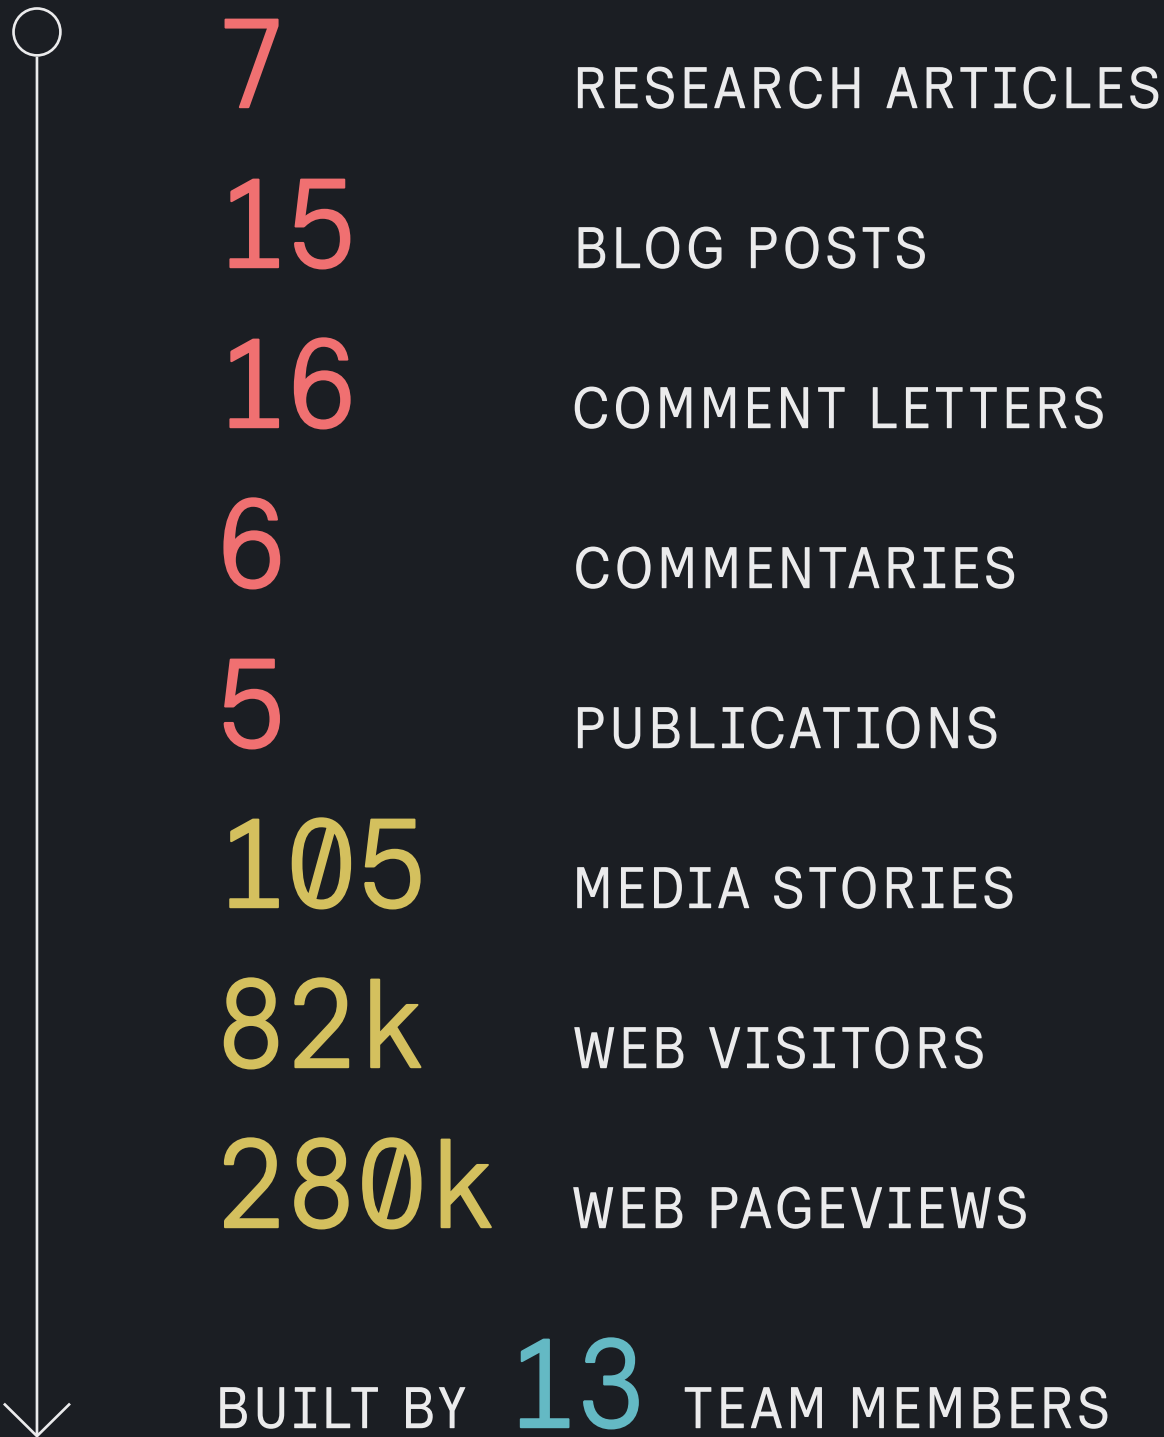 7 RESEARCH ARTICLES
15 BLOG POSTS
16 COMMENT LETTERS
6 COMMENTARIES
5 PUBLICATIONS
105 MEDIA STORIES
82k WEB VISITORS
280k WEB PAGEVIEWS
BUILT BY 13 TEAM MEMBERS